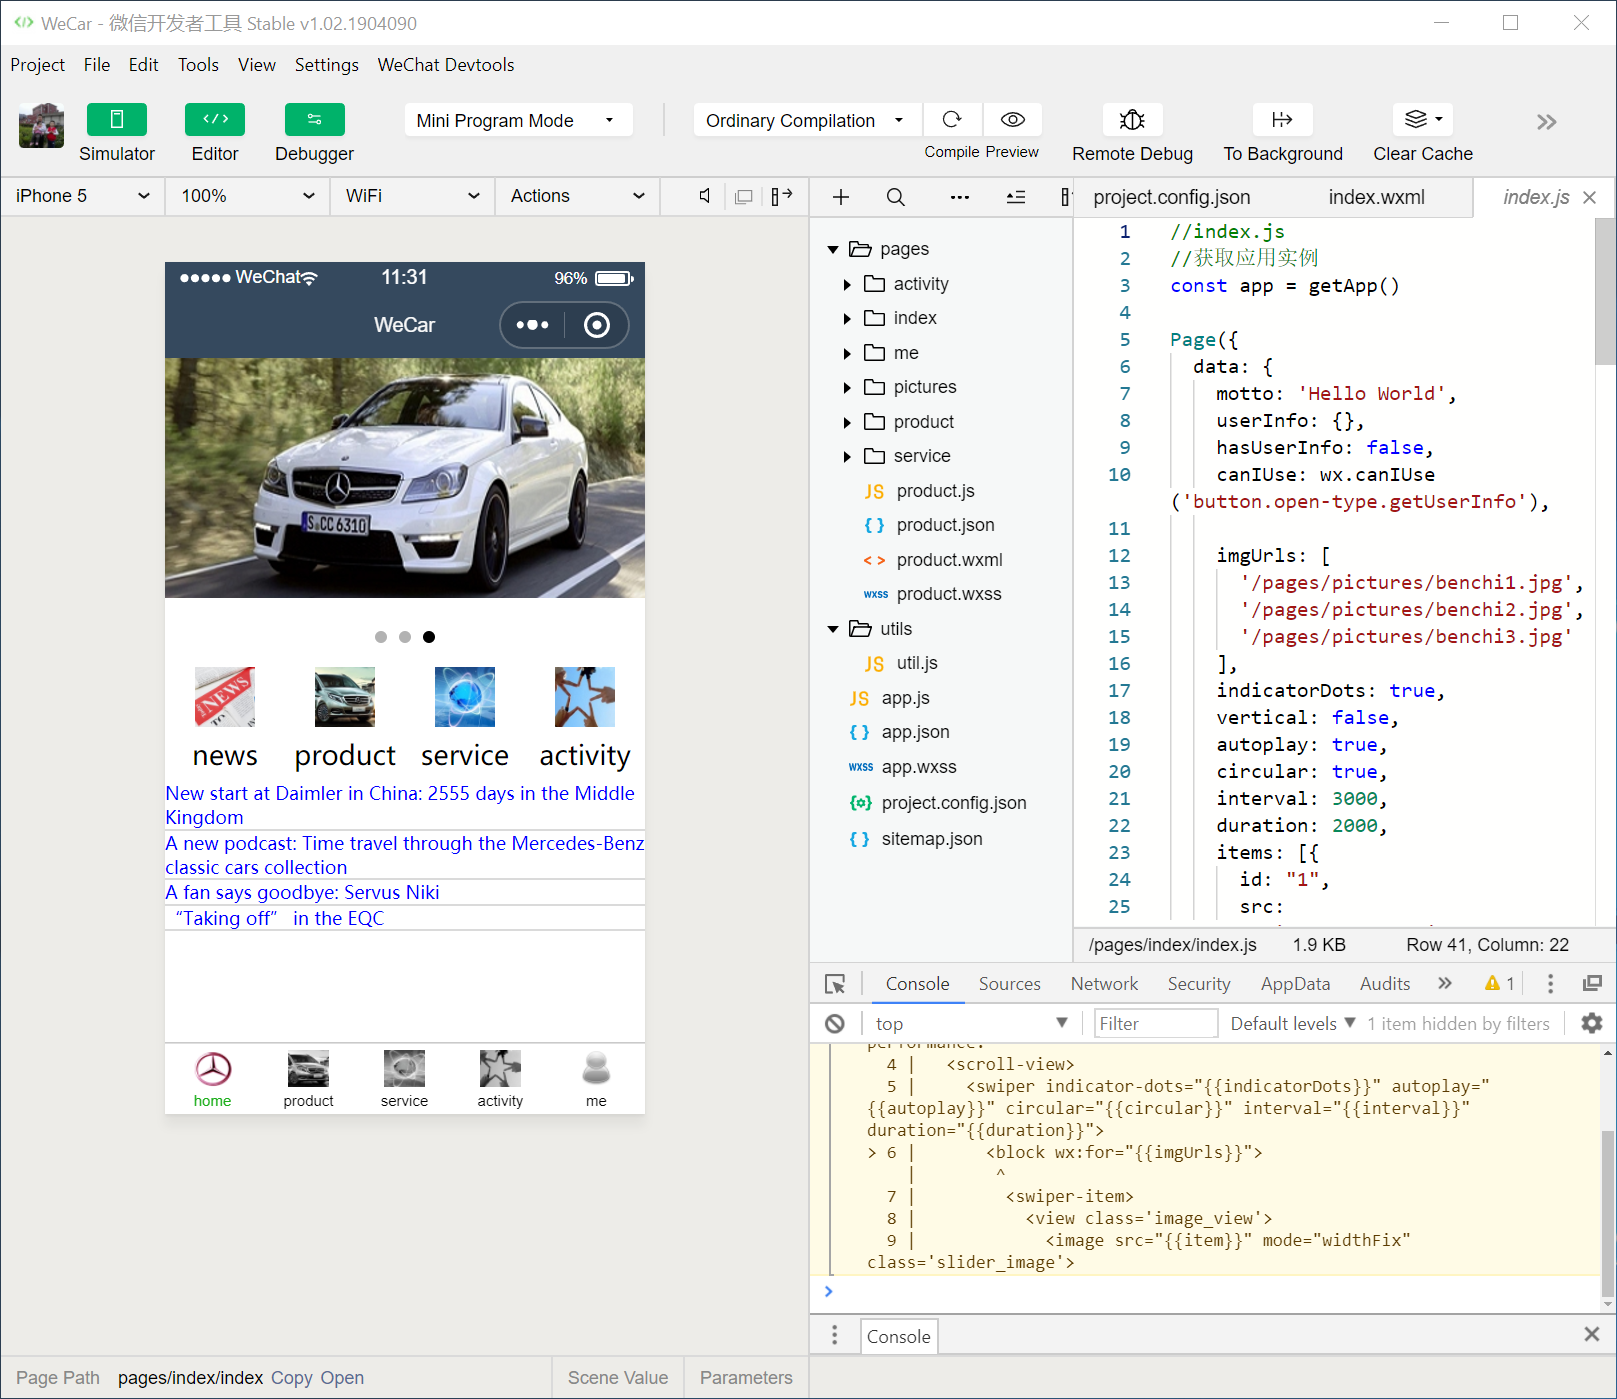 WeCar - 微信开发者工具 Stable v1.02.1904090
Project File Edit Tools View Settings WeChat Devtools
Simulator
Editor
Debugger
Mini Program Mode
Ordinary Compilation
Compile Preview
Remote Debug
To Background
Clear Cache
iPhone 5
100%
WiFi
Actions
WeChat
11:31
96%
WeCar
S CC 6310
NEWS
news
product
service
activity
New start at Daimler in China: 2555 days in the Middle
Kingdom
A new podcast: Time travel through the Mercedes-Benz
classic cars collection
A fan says goodbye: Servus Niki
“Taking off” in the EQC
home
product
service
activity
me
pages
activity
index
me
pictures
product
service
JS product.js
{ } product.json
< > product.wxml
wxss product.wxss
utils
JS util.js
JS app.js
{ } app.json
wxss app.wxss
project.config.json
{ } sitemap.json
project.config.json
index.wxml
index.js
1 //index.js
2 //获取应用实例
3 const app = getApp()
4
5 Page({
6 data: {
7 motto: 'Hello World',
8 userInfo: {},
9 hasUserInfo: false,
10 canIUse: wx.canIUse
('button.open-type.getUserInfo'),
11
12 imgUrls: [
13 '/pages/pictures/benchi1.jpg',
14 '/pages/pictures/benchi2.jpg',
15 '/pages/pictures/benchi3.jpg'
16 ],
17 indicatorDots: true,
18 vertical: false,
19 autoplay: true,
20 circular: true,
21 interval: 3000,
22 duration: 2000,
23 items: [{
24 id: "1",
25 src:
/pages/index/index.js 1.9 KB Row 41, Column: 22
Console Sources Network Security AppData Audits » 1
top Filter Default levels 1 item hidden by filters
performance.
4 | <scroll-view>
5 | <swiper indicator-dots="{{indicatorDots}}" autoplay="
{{autoplay}}" circular="{{circular}}" interval="{{interval}}"
duration="{{duration}}">
> 6 | <block wx:for="{{imgUrls}}">
| ^
7 | <swiper-item>
8 | <view class='image_view'>
9 | <image src="{{item}}" mode="widthFix"
class='slider_image'>
>
Console
Page Path pages/index/index Copy Open
Scene Value
Parameters